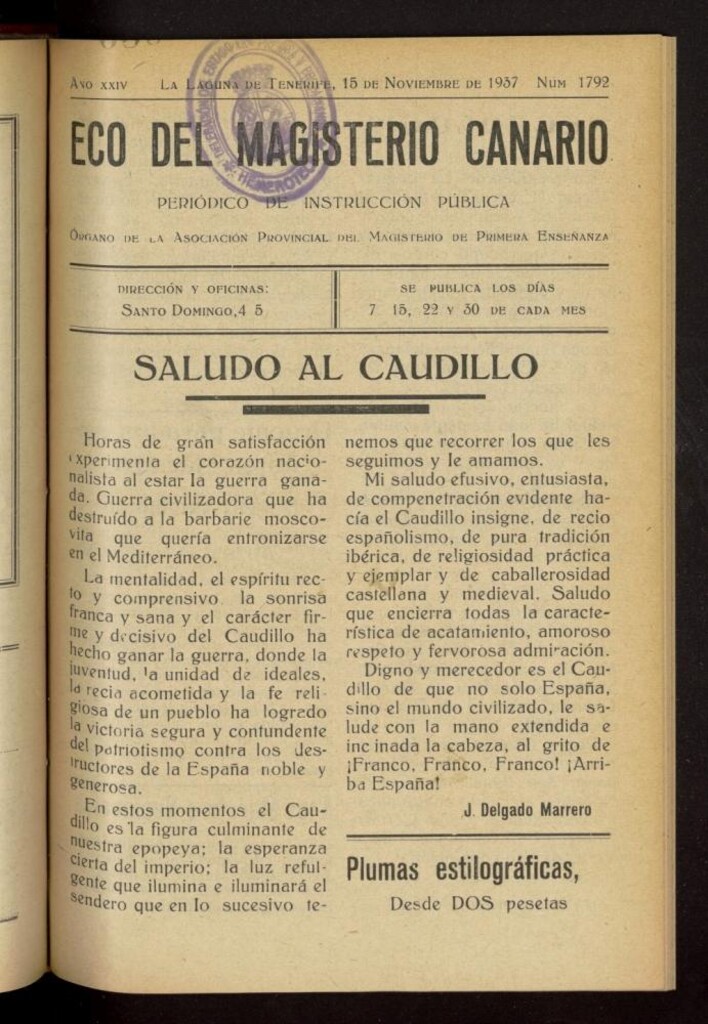 AÑO XXIV LA LAGUNA DE TENERIFE, 15 DE NOVIEMBRE DE 1937 NUM 1792
ECO DEL MAGISTERIO CANARIO
PERIÓDICO DE INSTRUCCIÓN PÚBLICA
ÓRGANO DE LA ASOCIACIÓN PROVINCIAL DEL MAGISTERIO DE PRIMERA ENSEÑANZA
DIRECCIÓN Y OFICINAS:
SANTO DOMINGO, 4 5
SE PUBLICA LOS DÍAS
7 15, 22 Y 30 DE CADA MES
SALUDO AL CAUDILLO
Horas de gran satisfacción
experimenta el corazón nacio-
nalista al estar la guerra gana-
da. Guerra civilizadora que ha
destruído a la barbarie mosco-
vita que quería entronizarse
en el Mediterráneo.
La mentalidad, el espíritu rec-
to y comprensivo la sonrisa
franca y sana y el carácter fir-
me y decisivo del Caudillo ha
hecho ganar la guerra, donde la
juventud, la unidad de ideales,
la recia acometida y la fe reli-
giosa de un pueblo ha logrado
la victoria segura y contundente
del patriotismo contra los des-
tructores de la España noble y
generosa.
En estos momentos el Cau-
dillo es la figura culminante de
nuestra epopeya; la esperanza
cierta del imperio; la luz reful-
gente que ilumina e iluminará el
sendero que en lo sucesivo te-
nemos que recorrer los que les
seguimos y le amamos.
Mi saludo efusivo, entusiasta,
de compenetración evidente ha-
cía el Caudillo insigne, de recio
españolismo, de pura tradición
ibérica, de religiosidad práctica
y ejemplar y de caballerosidad
castellana y medieval. Saludo
que encierra todas la caracte-
rística de acatamiento, amoroso
respeto y fervorosa admiración.
Digno y merecedor es el Cau-
dillo de que no solo España,
sino el mundo civilizado, le sa-
lude con la mano extendida e
inclinada la cabeza, al grito de
¡Franco, Franco, Franco! ¡Arri-
ba España!
J. Delgado Marrero
Plumas estilográficas,
Desde DOS pesetas